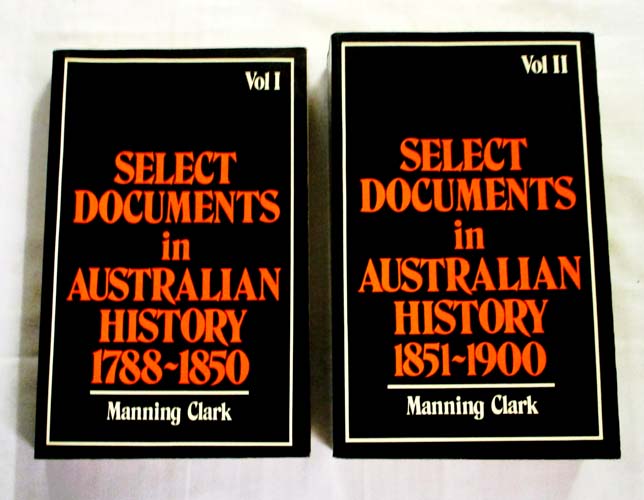 Vol I
SELECT
DOCUMENTS
in
AUSTRALIAN
HISTORY
1788~1850
Manning Clark
Vol II
SELECT
DOCUMENTS
in
AUSTRALIAN
HISTORY
1851~1900
Manning Clark